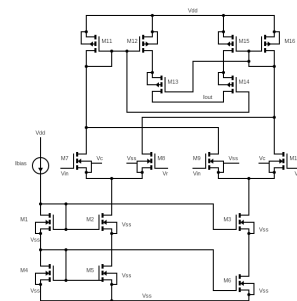 Vdd
M11
M12
M15
M16
M13
M14
Iout
Vdd
Ibias
M7
Vc
Vss
M8
M9
Vss
Vc
M1
Vin
Vr
Vin
M1
M2
Vss
M3
Vss
Vss
M4
M5
Vss
M6
Vss
Vss
Vss